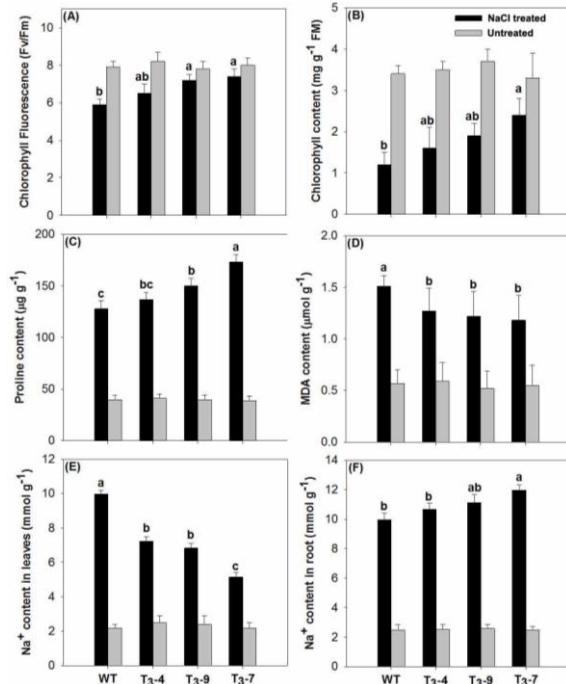 (A)
Chlorophyll Fluorescence (Fv/Fm)
10
8
6
4
2
0
b
ab
a
a
(B)
NaCl treated
Untreated
Chlorophyll content (mg g⁻¹ FM)
5
4
3
2
1
0
b
ab
ab
a
(C)
Proline content (µg g⁻¹)
200
150
100
50
0
c
bc
b
a
(D)
MDA content (µmol g⁻¹)
2.0
1.5
1.0
0.5
0.0
a
b
b
b
(E)
Na⁺ content in leaves (mmol g⁻¹)
12
10
8
6
4
2
0
a
b
b
c
WT
T₃-4
T₃-9
T₃-7
(F)
Na⁺ content in root (mmol g⁻¹)
14
12
10
8
6
4
2
0
b
b
ab
a
WT
T₃-4
T₃-9
T₃-7